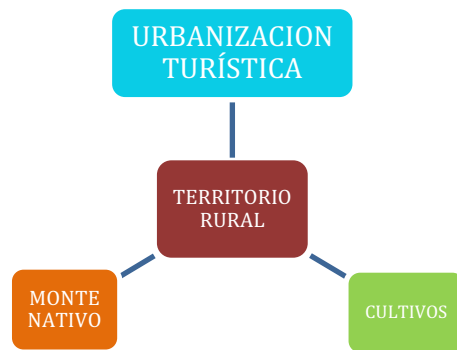 URBANIZACION
TURÍSTICA
TERRITORIO
RURAL
MONTE
NATIVO
CULTIVOS